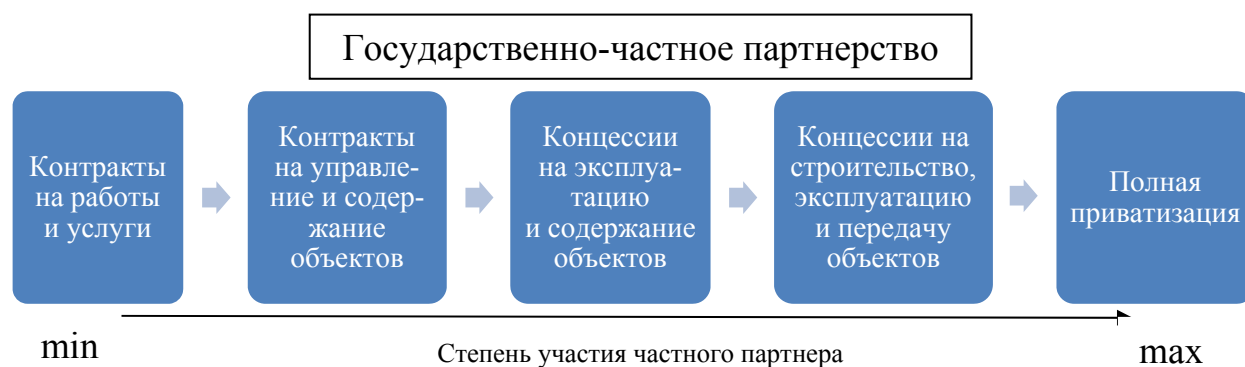 Государственно-частное партнерство
Контракты
на работы
и услуги
Контракты
на управле-
ние и содер-
жание
объектов
Концессии
на эксплуа-
тацию
и содержание
объектов
Концессии на
строительство,
эксплуатацию
и передачу
объектов
Полная
приватизация
min
Степень участия частного партнера
max